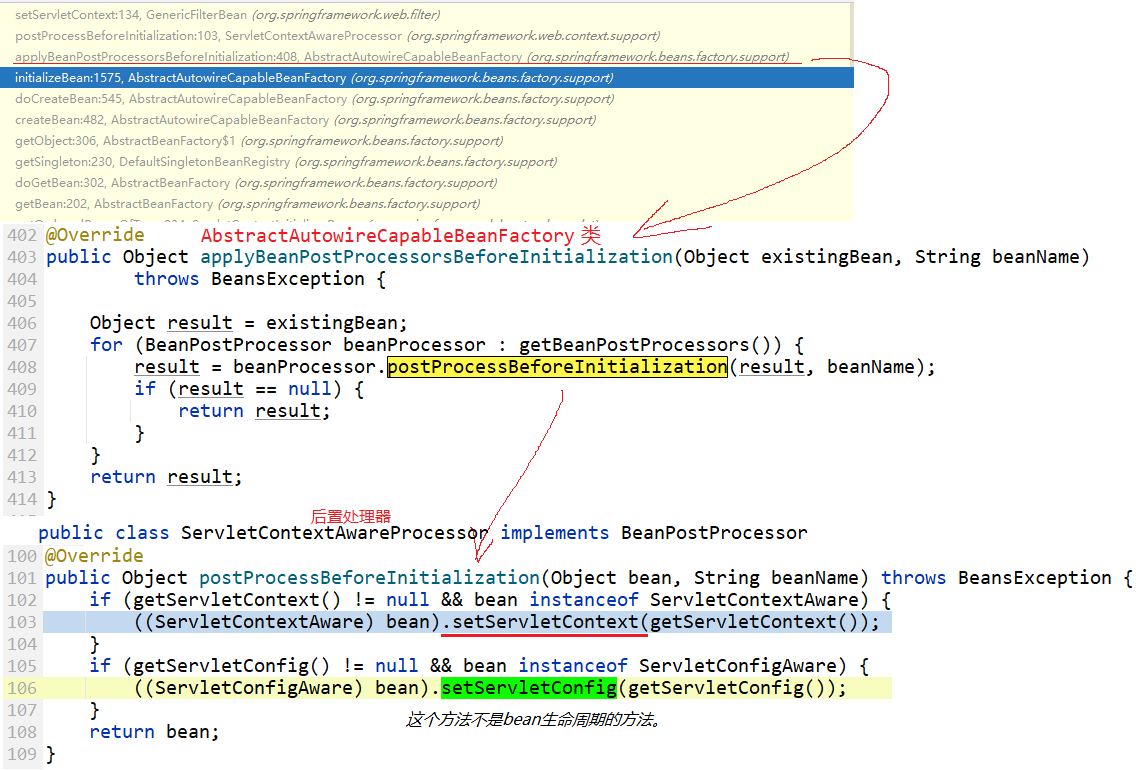 setServletContext:134, GenericFilterBean (org.springframework.web.filter)
postProcessBeforeInitialization:103, ServletContextAwareProcessor (org.springframework.web.context.support)
applyBeanPostProcessorsBeforeInitialization:408, AbstractAutowireCapableBeanFactory (org.springframework.beans.factory.support)
initializeBean:1575, AbstractAutowireCapableBeanFactory (org.springframework.beans.factory.support)
doCreateBean:545, AbstractAutowireCapableBeanFactory (org.springframework.beans.factory.support)
createBean:482, AbstractAutowireCapableBeanFactory (org.springframework.beans.factory.support)
getObject:306, AbstractBeanFactory$1 (org.springframework.beans.factory.support)
getSingleton:230, DefaultSingletonBeanRegistry (org.springframework.beans.factory.support)
doGetBean:302, AbstractBeanFactory (org.springframework.beans.factory.support)
getBean:202, AbstractBeanFactory (org.springframework.beans.factory.support)
402 @Override AbstractAutowireCapableBeanFactory 类
403 public Object applyBeanPostProcessorsBeforeInitialization(Object existingBean, String beanName)
404 throws BeansException {
405
406 Object result = existingBean;
407 for (BeanPostProcessor beanProcessor : getBeanPostProcessors()) {
408 result = beanProcessor.postProcessBeforeInitialization(result, beanName);
409 if (result == null) {
410 return result;
411 }
412 }
413 return result;
414 }
后置处理器
public class ServletContextAwareProcessor implements BeanPostProcessor
100 @Override
101 public Object postProcessBeforeInitialization(Object bean, String beanName) throws BeansException {
102 if (getServletContext() != null && bean instanceof ServletContextAware) {
103 ((ServletContextAware) bean).setServletContext(getServletContext());
104 }
105 if (getServletConfig() != null && bean instanceof ServletConfigAware) {
106 ((ServletConfigAware) bean).setServletConfig(getServletConfig());
107 }
这个方法不是bean生命周期的方法。
108 return bean;
109 }